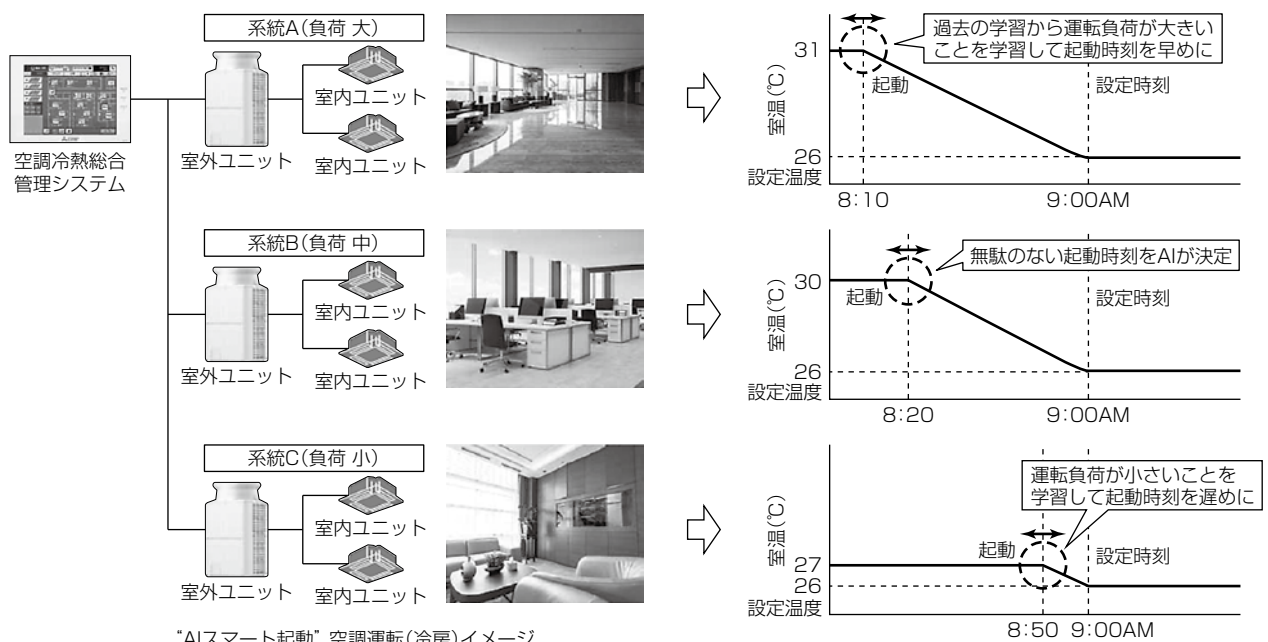 系統A(負荷 大)
室内ユニット
室内ユニット
室外ユニット
空調冷熱総合
管理システム
過去の学習から運転負荷が大きい
ことを学習して起動時刻を早めに
31
起動
設定時刻
室温(℃)
26
設定温度
8:10
9:00AM
系統B(負荷 中)
室内ユニット
室外ユニット
室内ユニット
無駄のない起動時刻をAIが決定
30
起動
設定時刻
室温(℃)
26
設定温度
8:20
9:00AM
系統C(負荷 小)
室内ユニット
室外ユニット
室内ユニット
運転負荷が小さいことを
学習して起動時刻を遅めに
室温(℃)
起動
設定時刻
27
26
設定温度
8:50
9:00AM
"AIスマート起動" 空調運転(冷房)イメージ